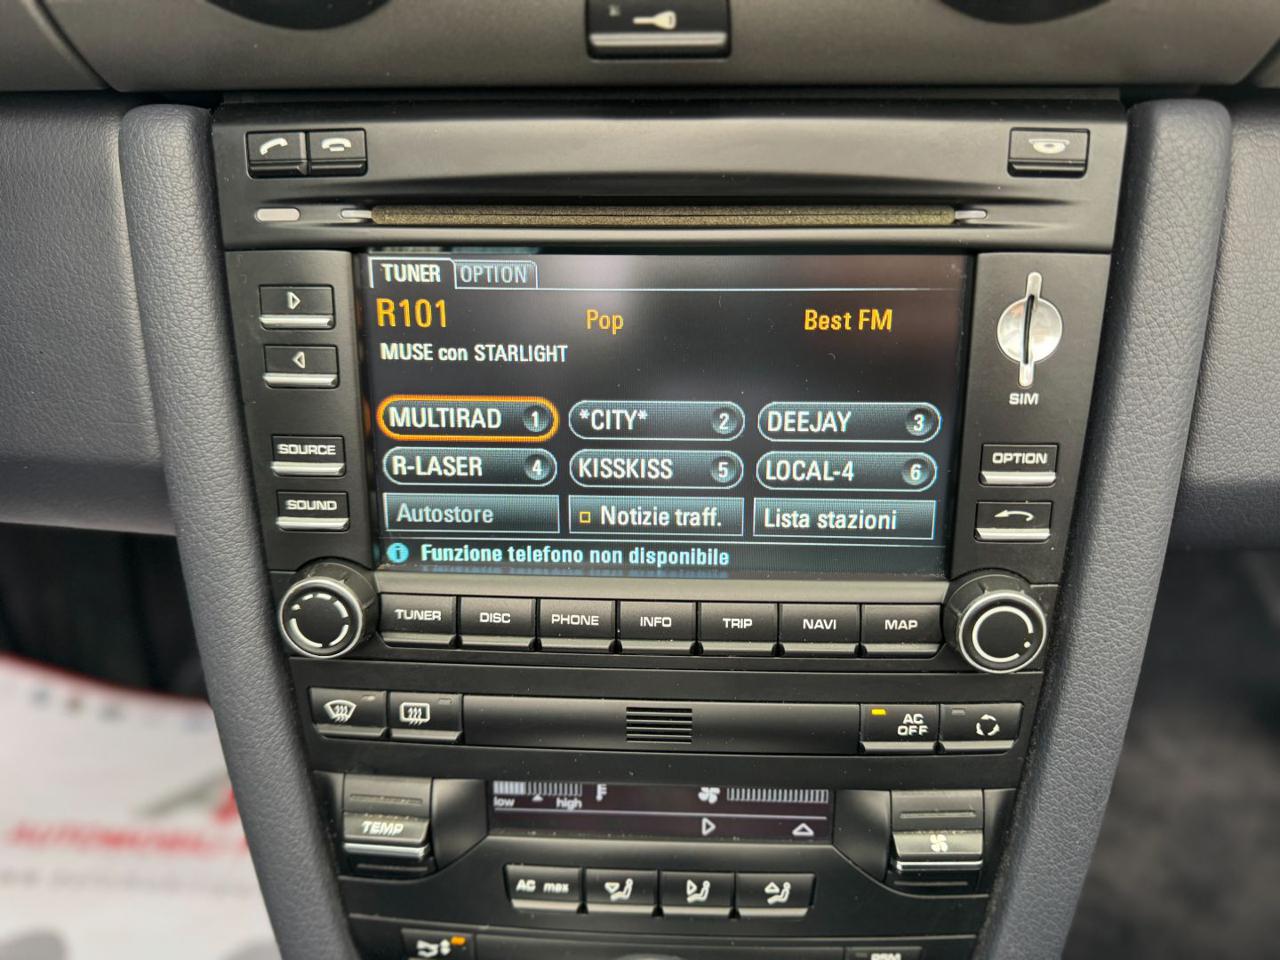 TUNER OPTION
R101 Pop Best FM
MUSE con STARLIGHT
SIM
MULTIRAD 1 *CITY* 2 DEEJAY 3
SOURCE
R-LASER 4 KISSKISS 5 LOCAL-4 6
OPTION
SOUND
Autostore Notizie traff. Lista stazioni
Funzione telefono non disponibile
TUNER DISC PHONE INFO TRIP NAVI MAP
AC
OFF
low high
TEMP
AUTOMOBIL
AC max